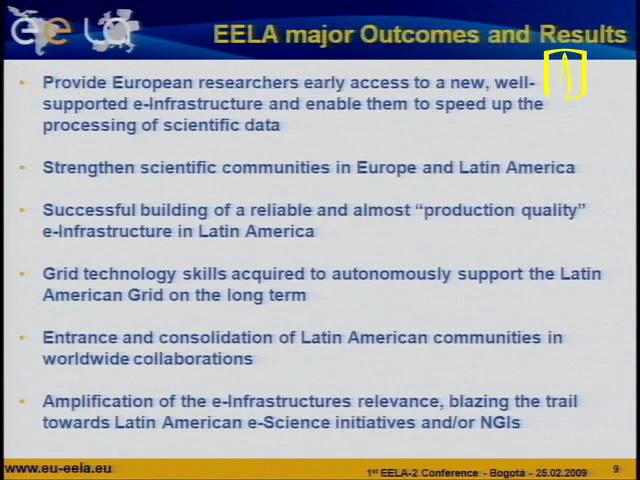 eela
EELA major Outcomes and Results
• Provide European researchers early access to a new, well-
supported e-Infrastructure and enable them to speed up the
processing of scientific data
• Strengthen scientific communities in Europe and Latin America
• Successful building of a reliable and almost “production quality”
e-Infrastructure in Latin America
• Grid technology skills acquired to autonomously support the Latin
American Grid on the long term
• Entrance and consolidation of Latin American communities in
worldwide collaborations
• Amplification of the e-Infrastructures relevance, blazing the trail
towards Latin American e-Science initiatives and/or NGIs
www.eu-eela.eu
1st EELA-2 Conference - Bogotá - 25.02.2009
9